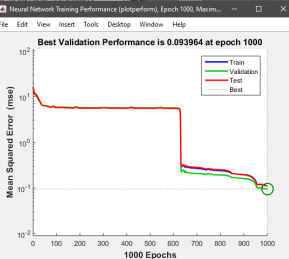 Neural Network Training Performance (plotperform), Epoch 1000, Maxim...
File Edit View Insert Tools Desktop Window Help
Best Validation Performance is 0.093964 at epoch 1000
Mean Squared Error (mse)
10^2
10^1
10^0
10^-1
10^-2
Train
Validation
Test
Best
0 100 200 300 400 500 600 700 800 900 1000
1000 Epochs